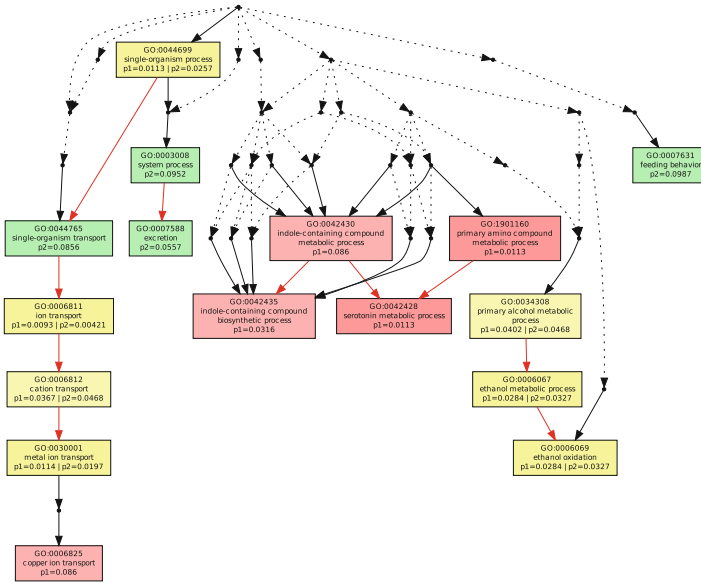 GO:0044699
single-organism process
p1=0.0113 | p2=0.0257
GO:0003008
system process
p2=0.0952
GO:0007631
feeding behavior
p2=0.0987
GO:0044765
single-organism transport
p2=0.0856
GO:0007588
excretion
p2=0.0557
GO:0042430
indole-containing compound
metabolic process
p1=0.086
GO:1901160
primary amino compound
metabolic process
p1=0.0113
GO:0006811
ion transport
p1=0.0093 | p2=0.00421
GO:0042435
indole-containing compound
biosynthetic process
p1=0.0316
GO:0042428
serotonin metabolic process
p1=0.0113
GO:0034308
primary alcohol metabolic
process
p1=0.0402 | p2=0.0468
GO:0006812
cation transport
p1=0.0367 | p2=0.0468
GO:0006067
ethanol metabolic process
p1=0.0284 | p2=0.0327
GO:0030001
metal ion transport
p1=0.0114 | p2=0.0197
GO:0006069
ethanol oxidation
p1=0.0284 | p2=0.0327
GO:0006825
copper ion transport
p1=0.086